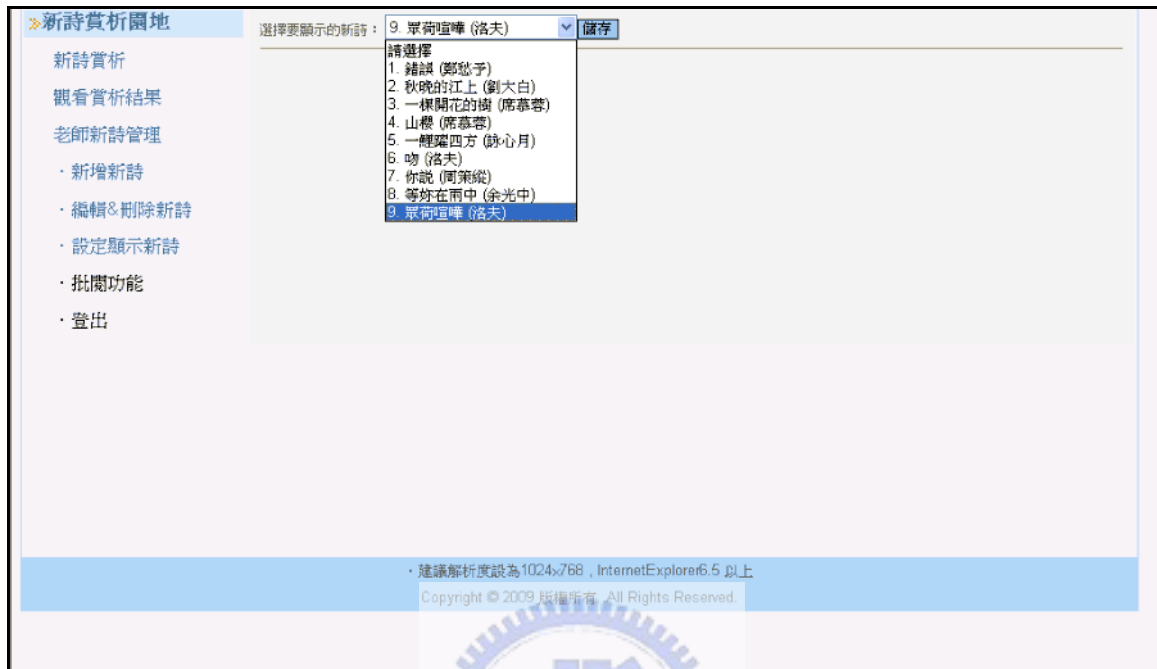 »新詩賞析園地
新詩賞析
觀看賞析結果
老師新詩管理
· 新增新詩
· 編輯&刪除新詩
· 設定顯示新詩
· 批閱功能
· 登出
選擇要顯示的新詩： 9. 眾荷喧嘩 (洛夫) 儲存
請選擇
1. 錯誤 (鄭愁予)
2. 秋晚的江上 (劉大白)
3. 一棵開花的樹 (席慕蓉)
4. 山櫻 (席慕蓉)
5. 一鯉躍四方 (詠心月)
6. 吻 (洛夫)
7. 你說 (周策縱)
8. 等妳在雨中 (余光中)
9. 眾荷喧嘩 (洛夫)
· 建議解析度設為1024x768 , InternetExplorer6.5 以上
Copyright © 2009 版權所有. All Rights Reserved.